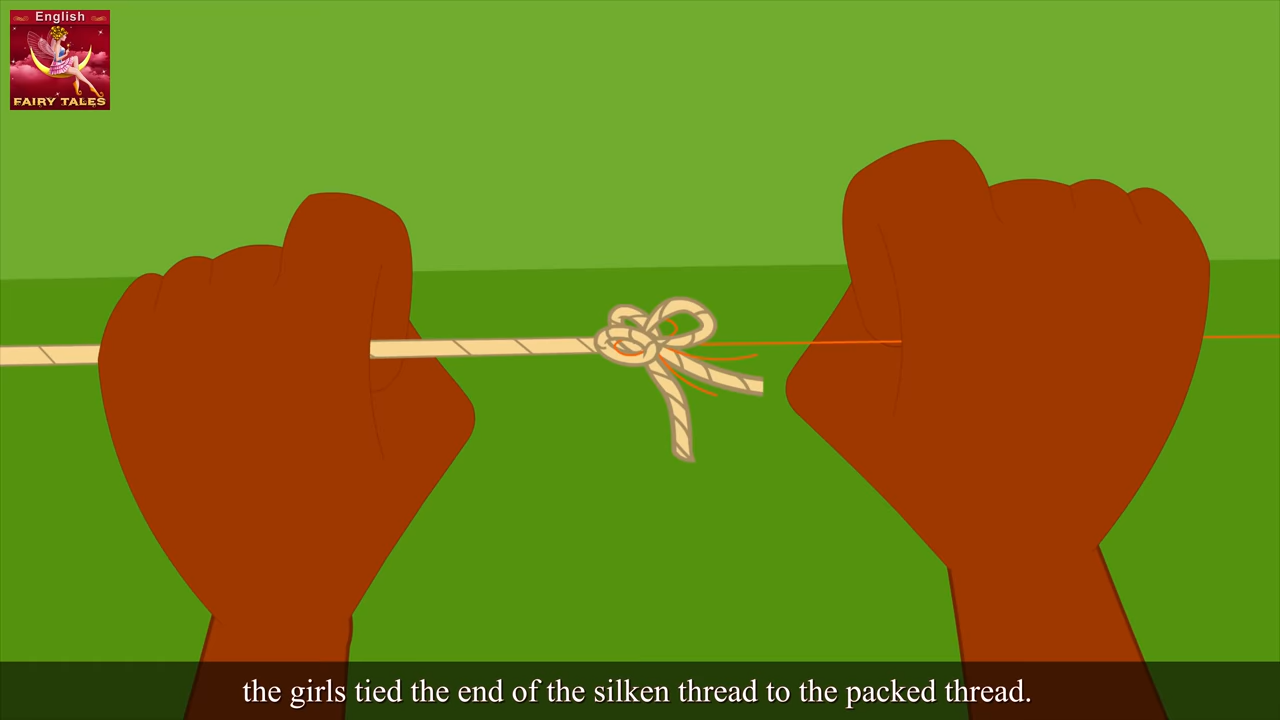 English
FAIRY TALES
the girls tied the end of the silken thread to the packed thread.